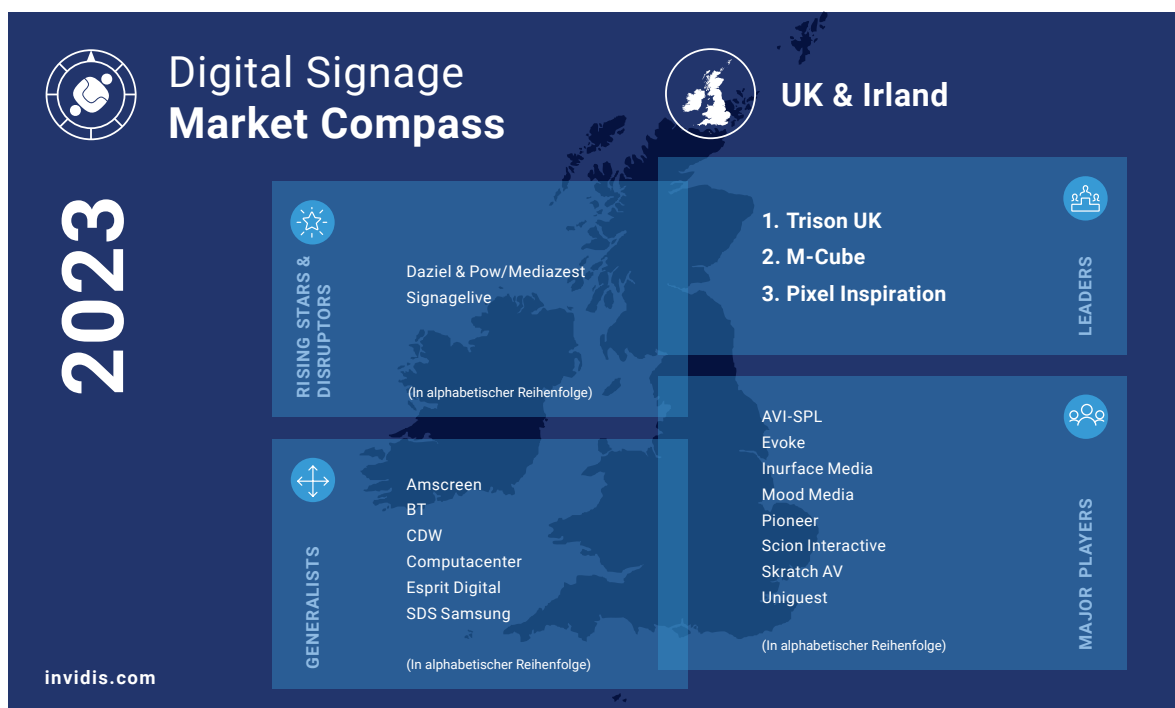 Digital Signage
Market Compass
UK & Irland
2023
RISING STARS &
DISRUPTORS
Daziel & Pow/Mediazest
Signagelive
(In alphabetischer Reihenfolge)
1. Trison UK
2. M-Cube
3. Pixel Inspiration
LEADERS
GENERALISTS
Amscreen
BT
CDW
Computacenter
Esprit Digital
SDS Samsung
(In alphabetischer Reihenfolge)
AVI-SPL
Evoke
Inurface Media
Mood Media
Pioneer
Scion Interactive
Skratch AV
Uniguest
(In alphabetischer Reihenfolge)
MAJOR PLAYERS
invidis.com